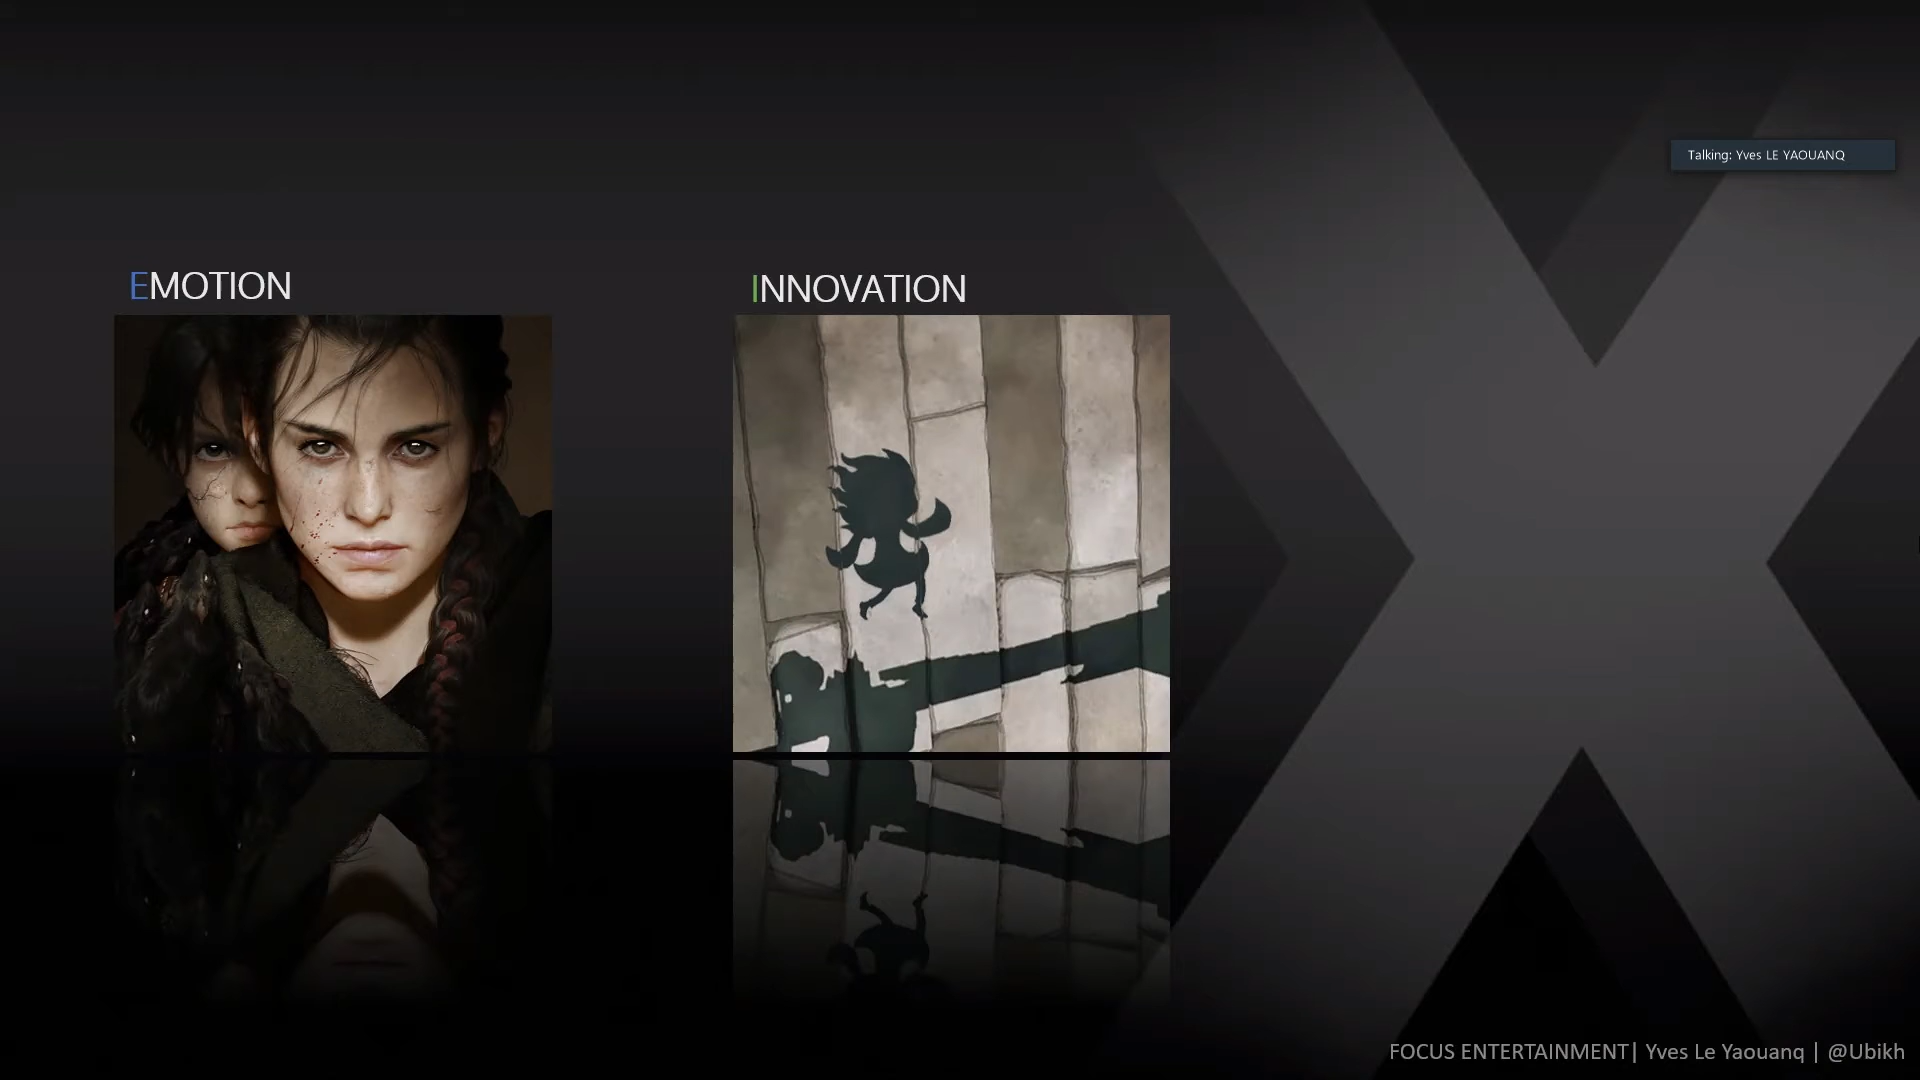 Talking: Yves LE YAOUANQ
EMOTION
INNOVATION
FOCUS ENTERTAINMENT| Yves Le Yaouanq | @Ubikh